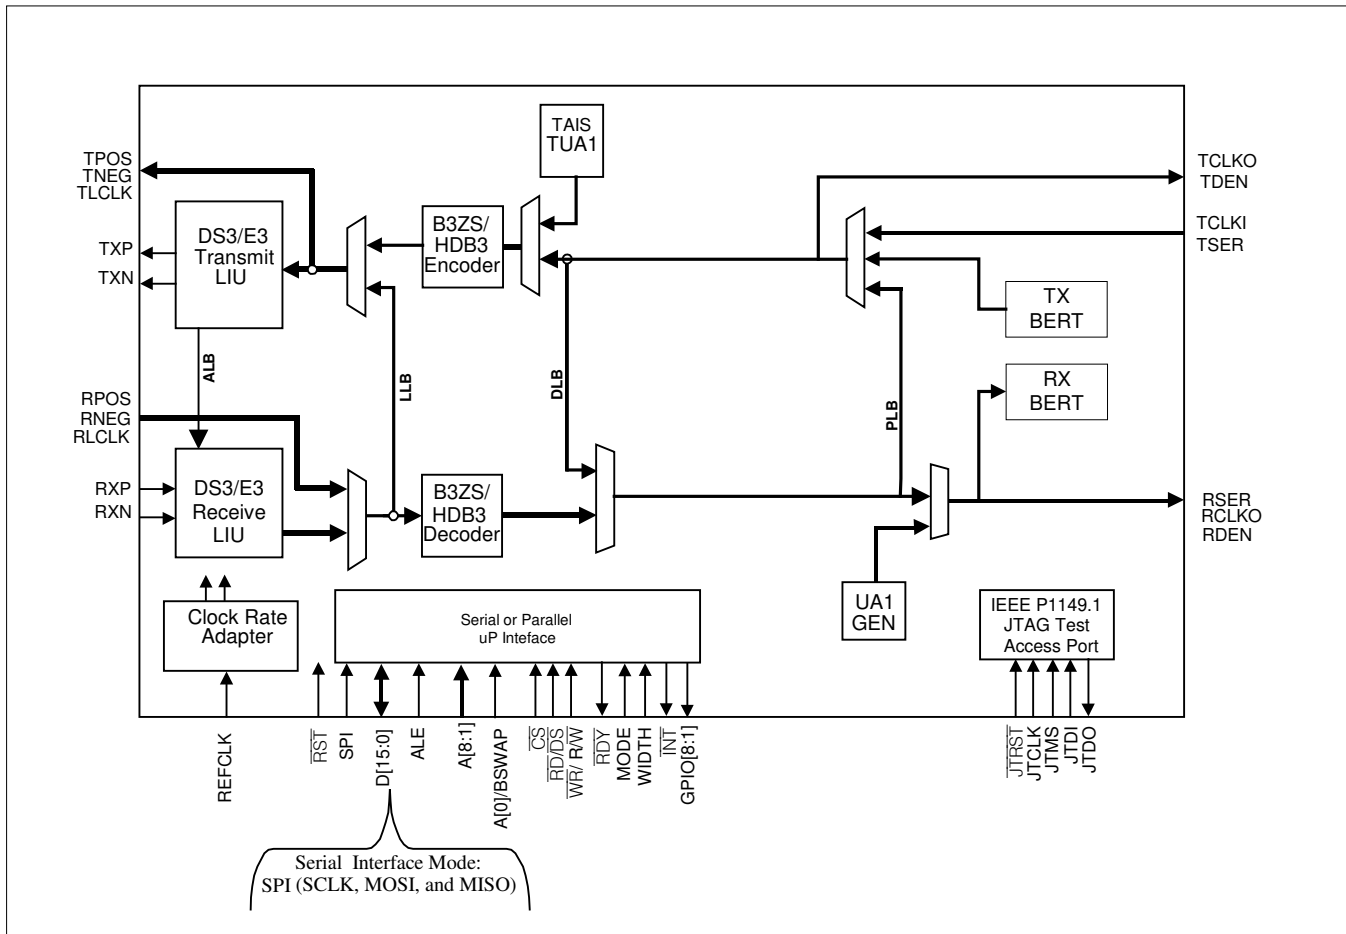 TAIS
TUA1
TPOS
TNEG
TLCLK
TCLKO
TDEN
B3ZS/
HDB3
Encoder
TCLKI
TSER
DS3/E3
Transmit
LIU
TXP
TXN
TX
BERT
ALB
LLB
DLB
PLB
RX
BERT
RPOS
RNEG
RLCLK
DS3/E3
Receive
LIU
RXP
RXN
B3ZS/
HDB3
Decoder
RSER
RCLKO
RDEN
Clock Rate
Adapter
Serial or Parallel
uP Inteface
UA1
GEN
IEEE P1149.1
JTAG Test
Access Port
REFCLK
RST
SPI
D[15:0]
ALE
A[8:1]
A[0]/BSWAP
CS
RD/DS
WR/ R/W
RDY
MODE
WIDTH
INT
GPIO[8:1]
JTRST
JTCLK
JTMS
JTDI
JTDO
Serial Interface Mode:
SPI (SCLK, MOSI, and MISO)